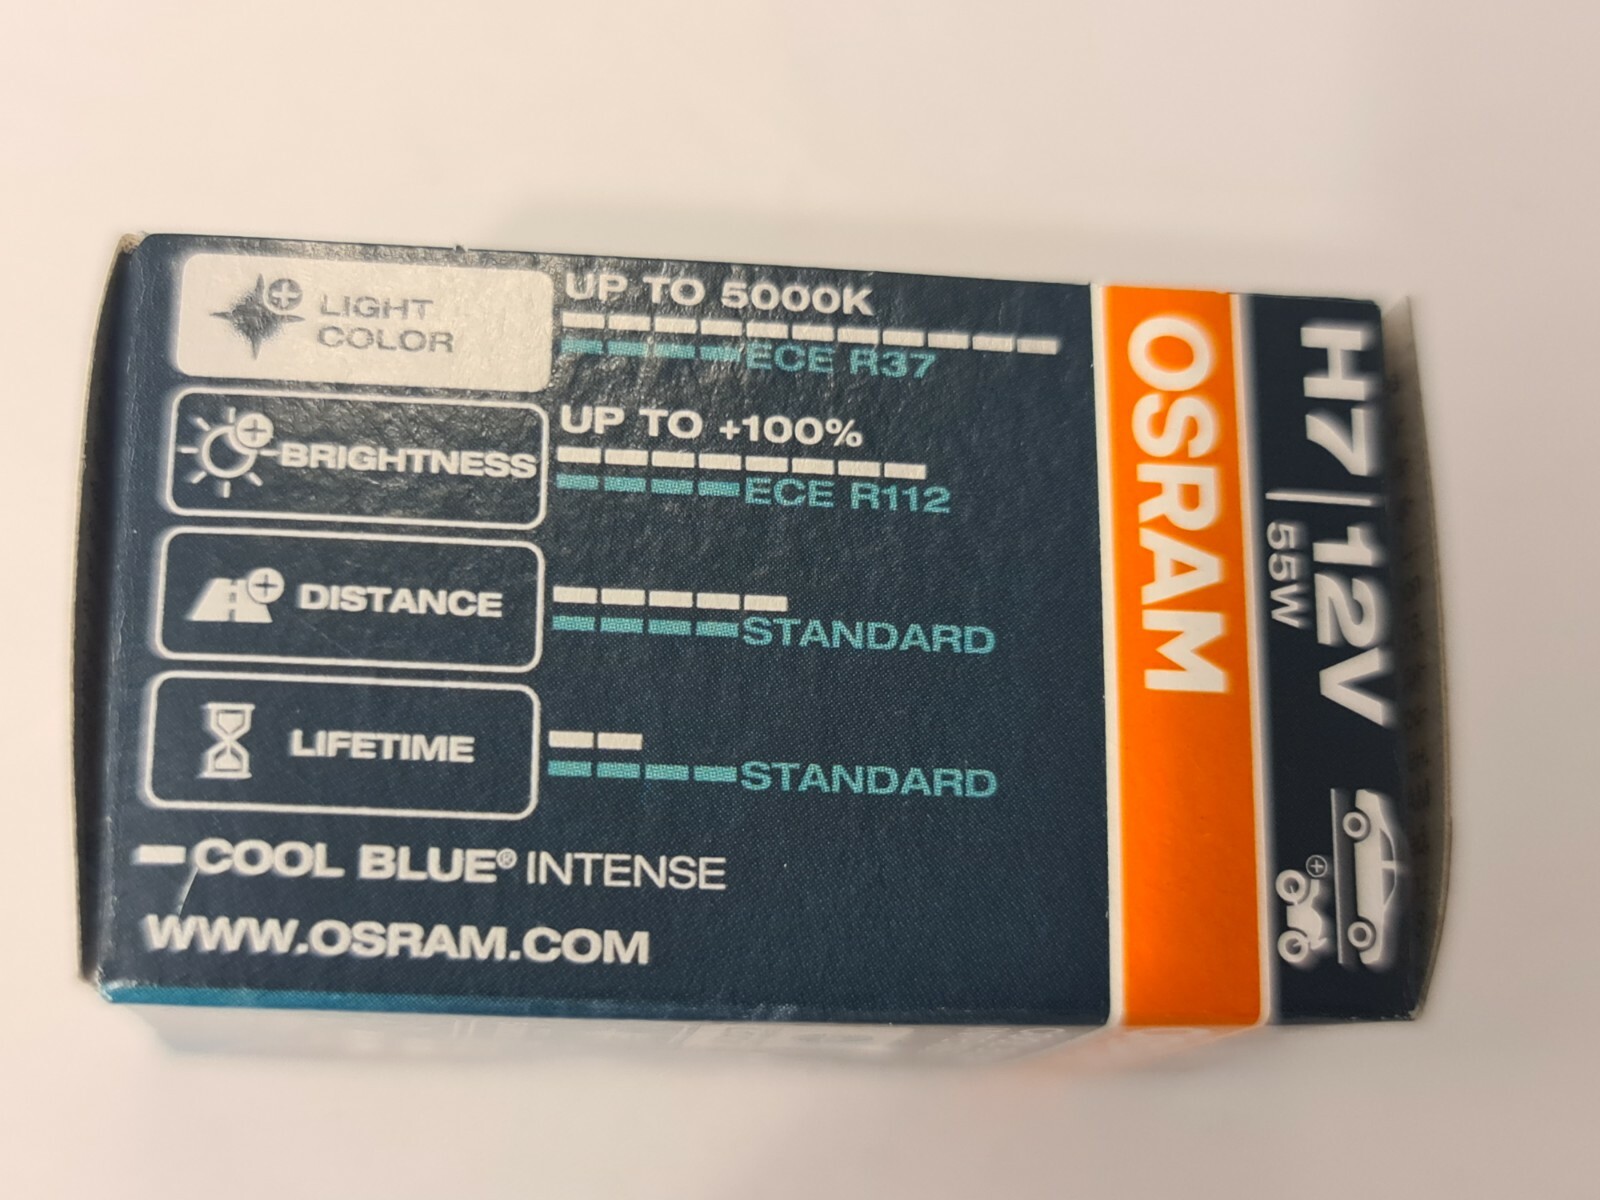 LIGHT
COLOR
UP TO 5000K
ECE R37
BRIGHTNESS
UP TO +100%
ECE R112
DISTANCE
STANDARD
LIFETIME
STANDARD
COOL BLUE® INTENSE
WWW.OSRAM.COM
OSRAM
H7 | 12V
55W